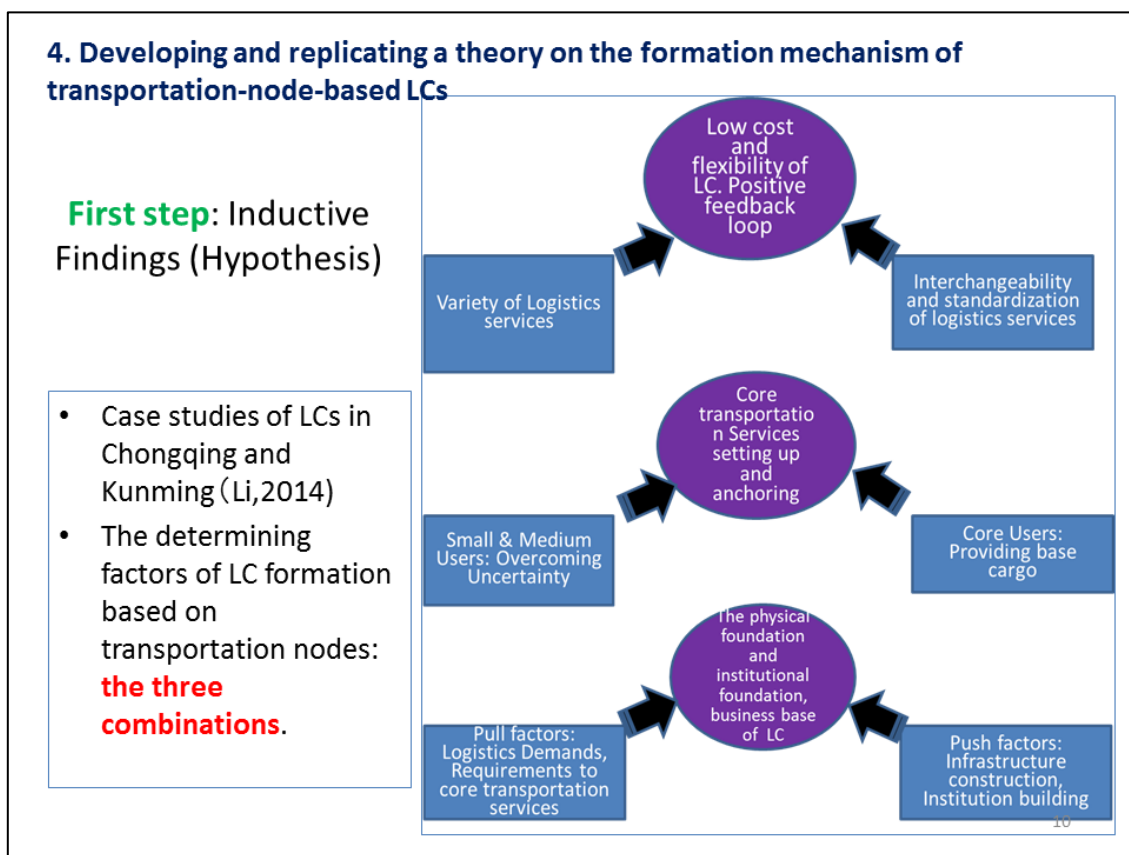 4. Developing and replicating a theory on the formation mechanism of
transportation-node-based LCs
First step: Inductive
Findings (Hypothesis)
• Case studies of LCs in
Chongqing and
Kunming（Li,2014)
• The determining
factors of LC formation
based on
transportation nodes:
the three
combinations.
Low cost
and
flexibility of
LC. Positive
feedback
loop
Variety of Logistics
services
Interchangeability
and standardization
of logistics services
Core
transportatio
n Services
setting up
and
anchoring
Small & Medium
Users: Overcoming
Uncertainty
Core Users:
Providing base
cargo
The physical
foundation
and
institutional
foundation,
business base
of LC
Pull factors:
Logistics Demands,
Requirements to
core transportation
services
Push factors:
Infrastructure
construction,
Institution building
10